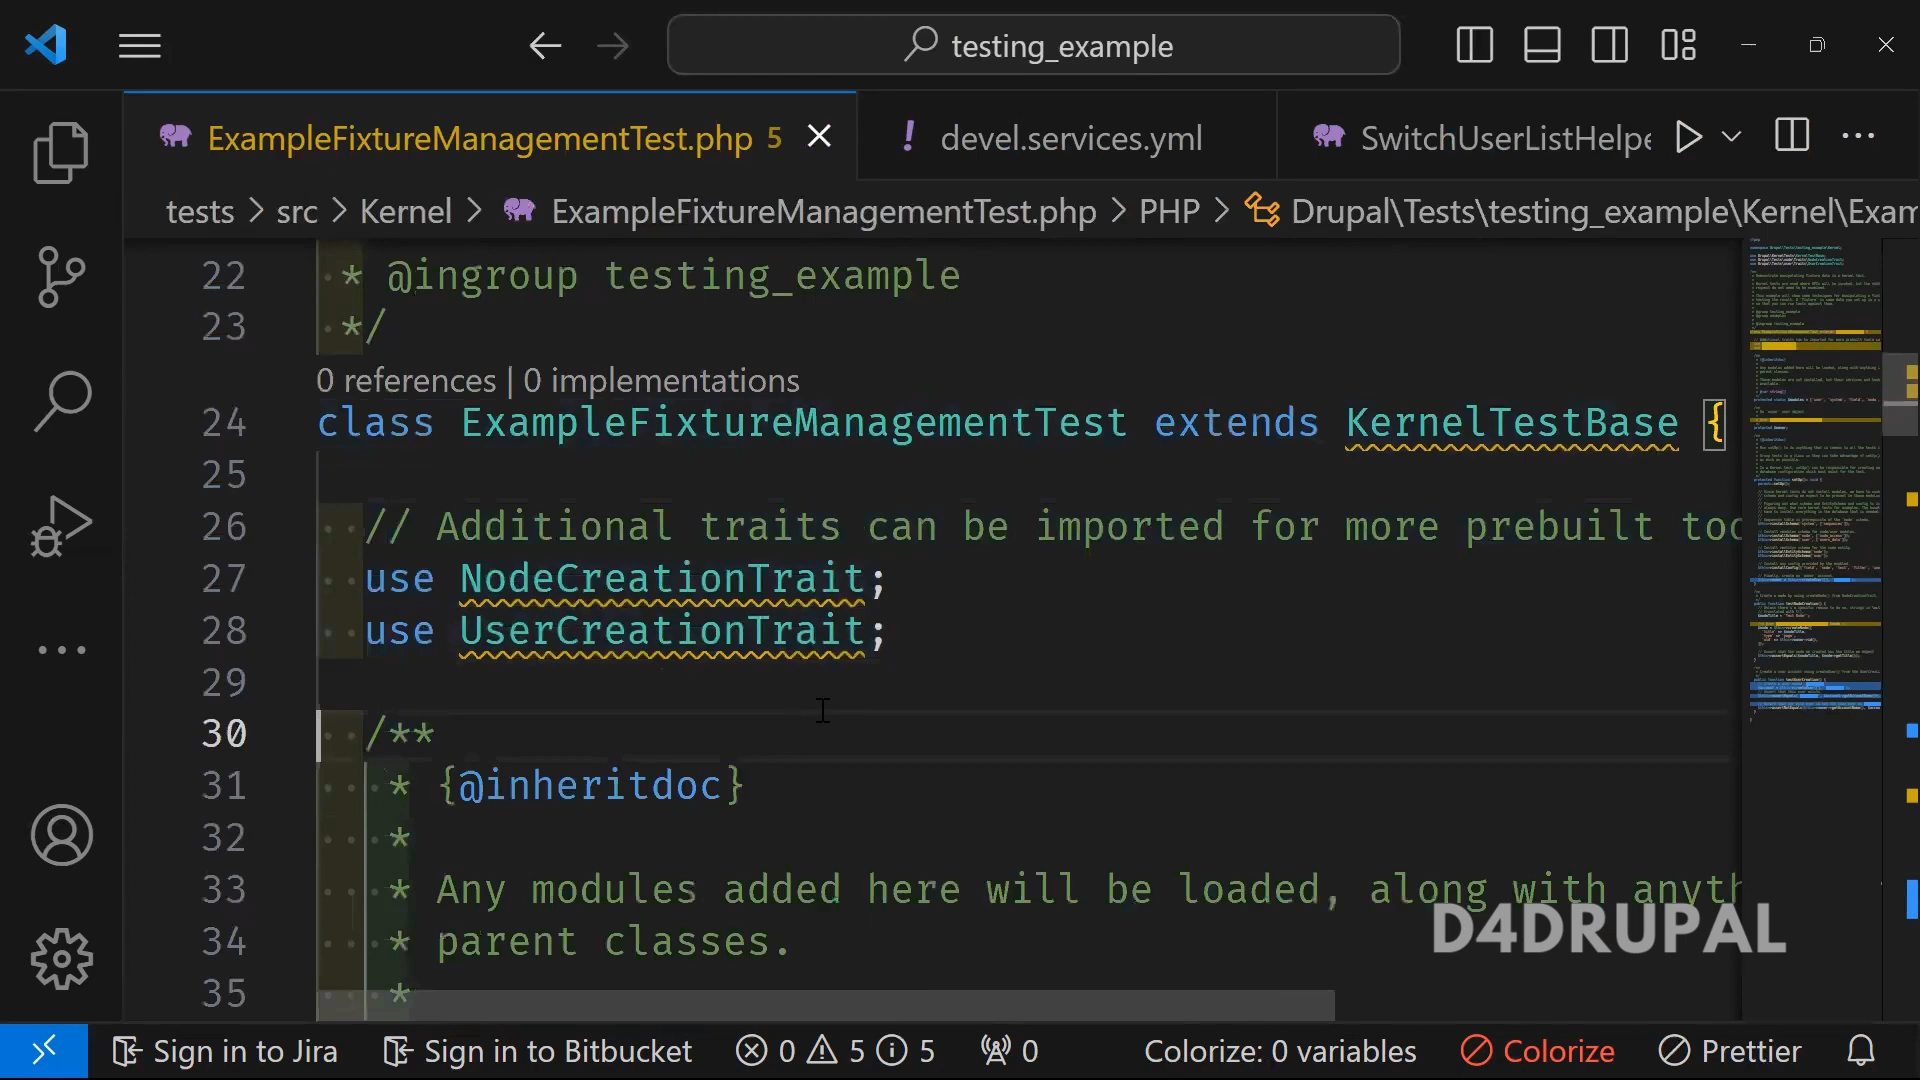 testing_example
ExampleFixtureManagementTest.php 5
devel.services.yml
SwitchUserListHelpe
tests > src > Kernel > ExampleFixtureManagementTest.php > PHP > Drupal\Tests\testing_example\Kernel\Exam
22 * @ingroup testing_example
23 */
0 references | 0 implementations
24 class ExampleFixtureManagementTest extends KernelTestBase {
25
26 // Additional traits can be imported for more prebuilt too
27 use NodeCreationTrait;
28 use UserCreationTrait;
29
30 /**
31 * {@inheritdoc}
32 *
33 * Any modules added here will be loaded, along with anyth
34 * parent classes.
35 *
D4DRUPAL
Sign in to Jira Sign in to Bitbucket 0 5 5 0 Colorize: 0 variables Colorize Prettier